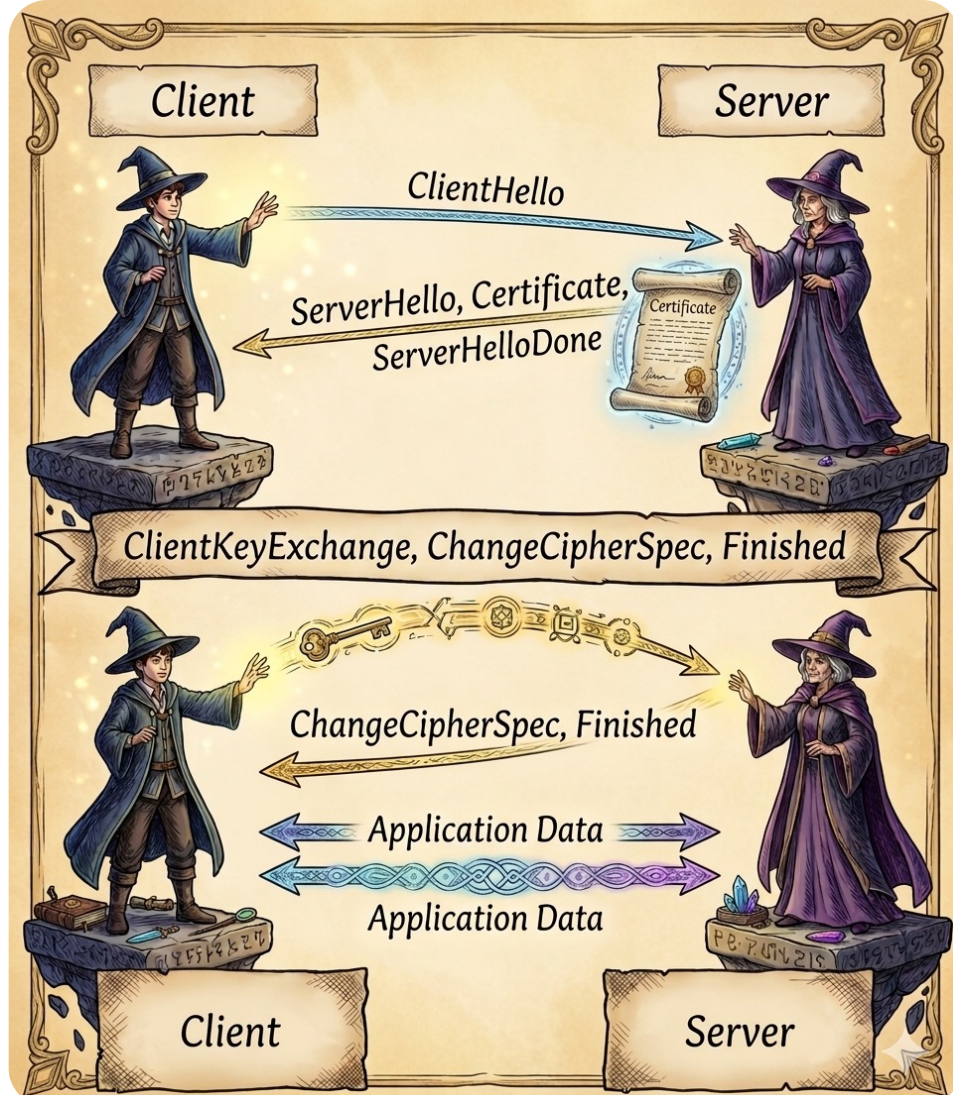 Client
Server
ClientHello
ServerHello, Certificate,
ServerHelloDone
Certificate
ClientKeyExchange, ChangeCipherSpec, Finished
ChangeCipherSpec, Finished
Application Data
Application Data
Client
Server